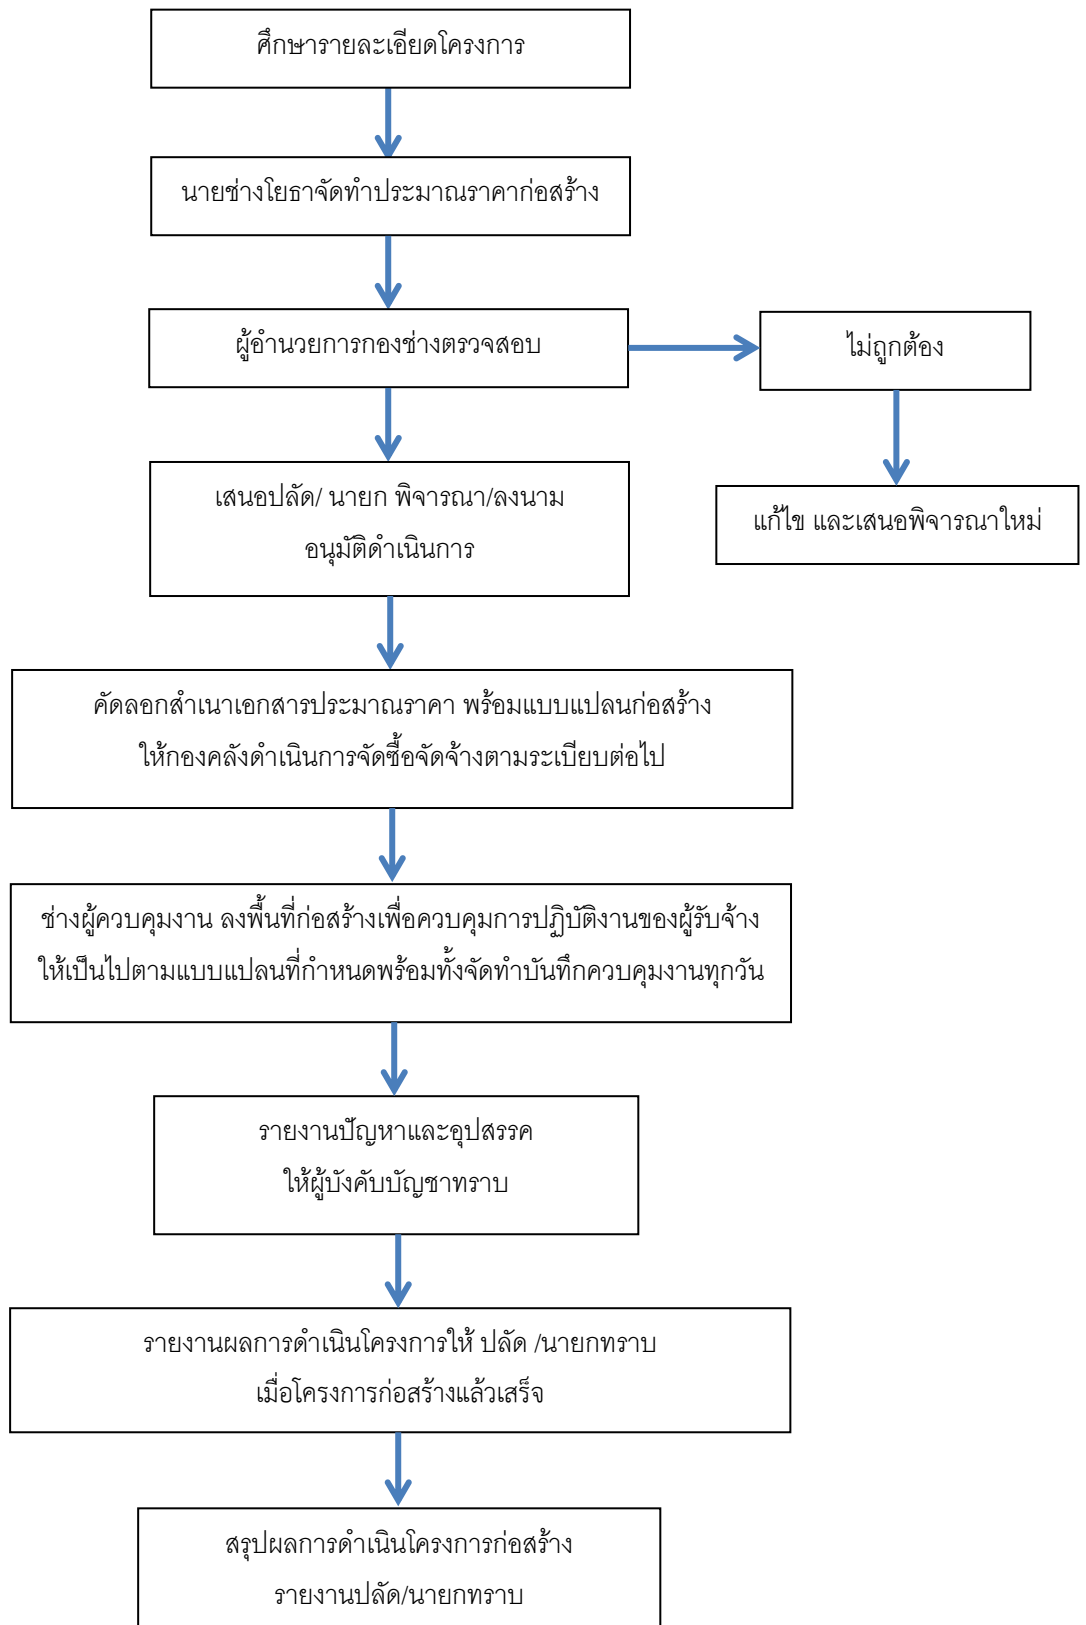 ศึกษารายละเอียดโครงการ
นายช่างโยธาจัดทำประมาณราคาก่อสร้าง
ผู้อำนวยการกองช่างตรวจสอบ
ไม่ถูกต้อง
เสนอปลัด/ นายก พิจารณา/ลงนาม
อนุมัติดำเนินการ
แก้ไข และเสนอพิจารณาใหม่
คัดลอกสำเนาเอกสารประมาณราคา พร้อมแบบแปลนก่อสร้าง
ให้กองคลังดำเนินการจัดซื้อจัดจ้างตามระเบียบต่อไป
ช่างผู้ควบคุมงาน ลงพื้นที่ก่อสร้างเพื่อควบคุมการปฏิบัติงานของผู้รับจ้าง
ให้เป็นไปตามแบบแปลนที่กำหนดพร้อมทั้งจัดทำบันทึกควบคุมงานทุกวัน
รายงานปัญหาและอุปสรรค
ให้ผู้บังคับบัญชาทราบ
รายงานผลการดำเนินโครงการให้ ปลัด /นายกทราบ
เมื่อโครงการก่อสร้างแล้วเสร็จ
สรุปผลการดำเนินโครงการก่อสร้าง
รายงานปลัด/นายกทราบ